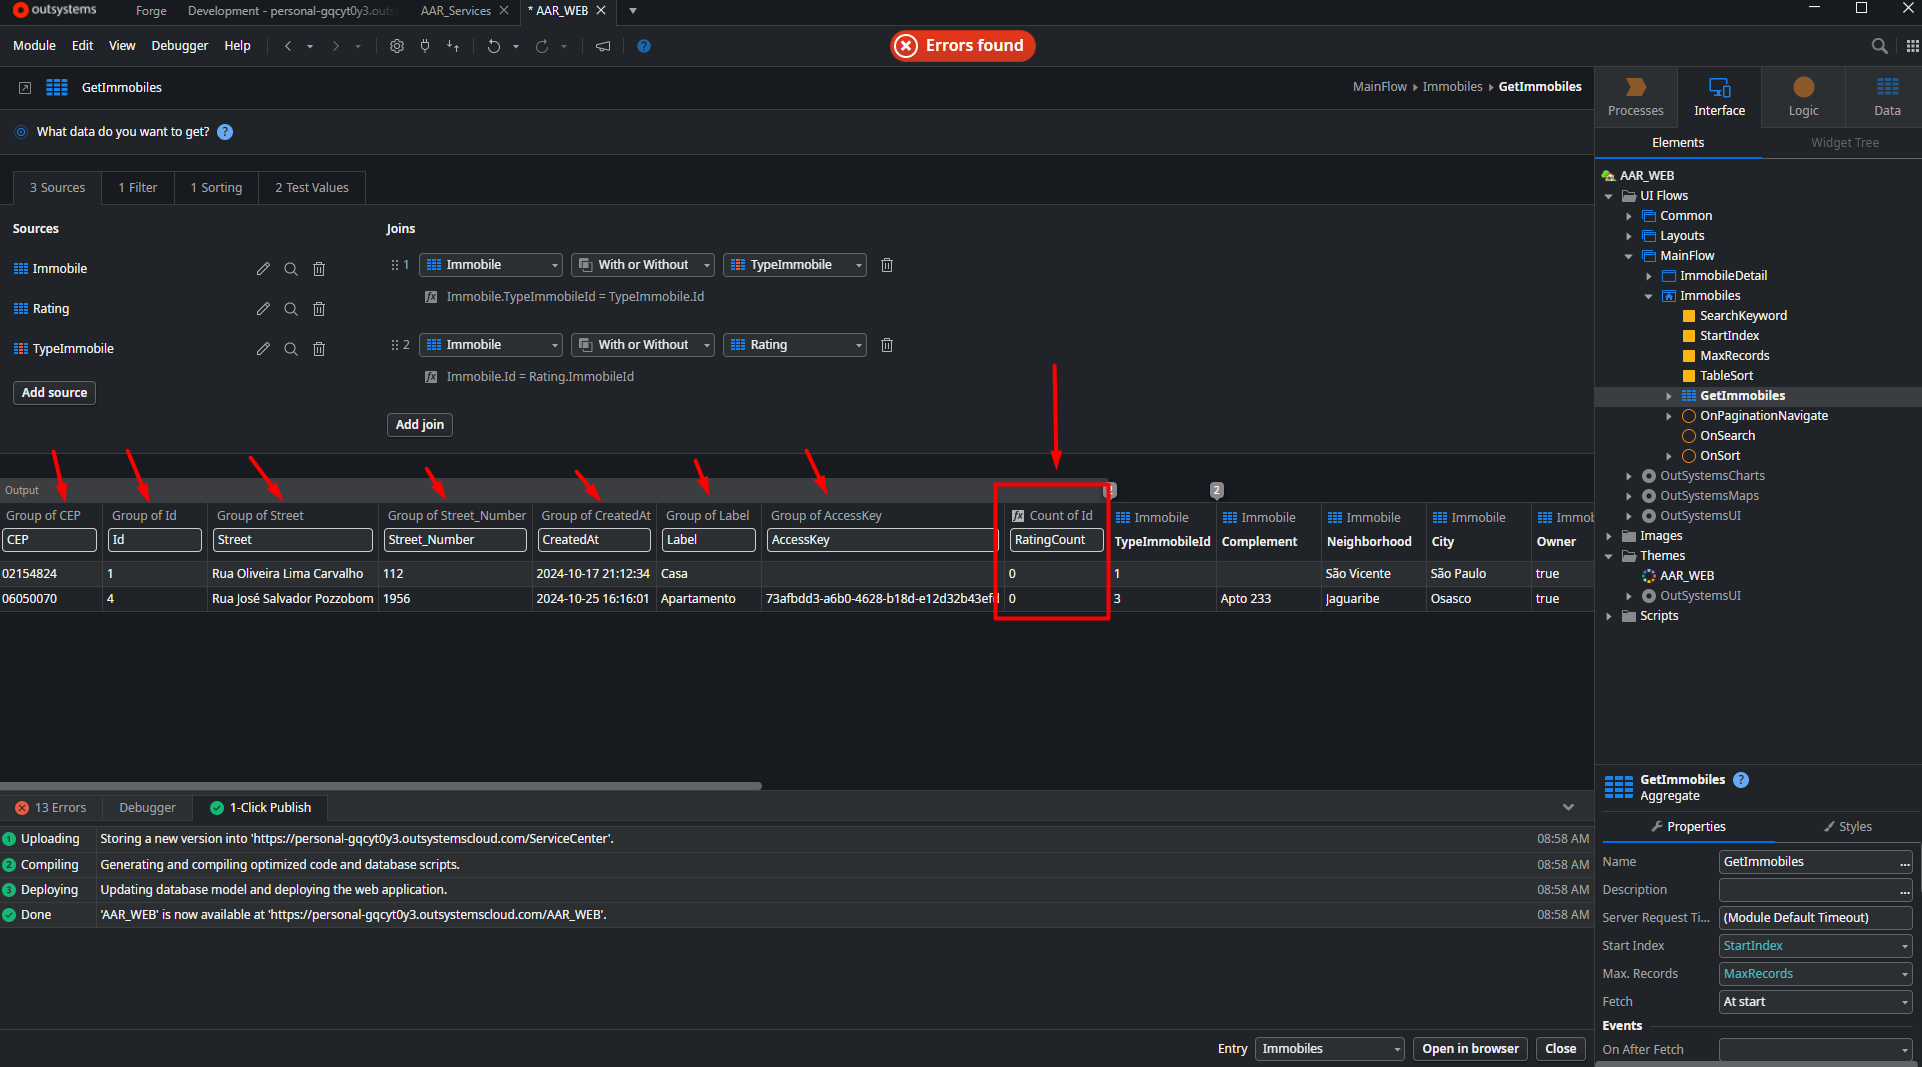 outsystems
Forge
Development - personal-gqcyt0y3.outs
AAR_Services
* AAR_WEB
Module Edit View Debugger Help
Errors found
GetImmobiles
MainFlow Immobiles GetImmobiles
What data do you want to get?
3 Sources
1 Filter
1 Sorting
2 Test Values
Sources
Immobile
Rating
TypeImmobile
Add source
Joins
1 Immobile With or Without TypeImmobile
Immobile.TypeImmobileId = TypeImmobile.Id
2 Immobile With or Without Rating
Immobile.Id = Rating.ImmobileId
Add join
Output
2
Group of CEP Group of Id Group of Street Group of Street_Number Group of CreatedAt Group of Label Group of AccessKey Count of Id Immobile Immobile Immobile Immobile Immob
CEP Id Street Street_Number CreatedAt Label AccessKey RatingCount TypeImmobileId Complement Neighborhood City Owner
02154824 1 Rua Oliveira Lima Carvalho 112 2024-10-17 21:12:34 Casa 0 1 São Vicente São Paulo true
06050070 4 Rua José Salvador Pozzobom 1956 2024-10-25 16:16:01 Apartamento 73afbdd3-a6b0-4628-b18d-e12d32b43efd 0 3 Apto 233 Jaguaribe Osasco true
13 Errors
Debugger
1-Click Publish
1 Uploading Storing a new version into 'https://personal-gqcyt0y3.outsystemscloud.com/ServiceCenter'. 08:58 AM
2 Compiling Generating and compiling optimized code and database scripts. 08:58 AM
3 Deploying Updating database model and deploying the web application. 08:58 AM
Done 'AAR_WEB' is now available at 'https://personal-gqcyt0y3.outsystemscloud.com/AAR_WEB'. 08:58 AM
Entry Immobiles Open in browser Close
Processes
Interface
Logic
Data
Elements
Widget Tree
AAR_WEB
UI Flows
Common
Layouts
MainFlow
ImmobileDetail
Immobiles
SearchKeyword
StartIndex
MaxRecords
TableSort
GetImmobiles
OnPaginationNavigate
OnSearch
OnSort
OutSystemsCharts
OutSystemsMaps
OutSystemsUI
Images
Themes
AAR_WEB
OutSystemsUI
Scripts
GetImmobiles
Aggregate
Properties
Styles
Name GetImmobiles ...
Description ...
Server Request Ti... (Module Default Timeout)
Start Index StartIndex
Max. Records MaxRecords
Fetch At start
Events
On After Fetch